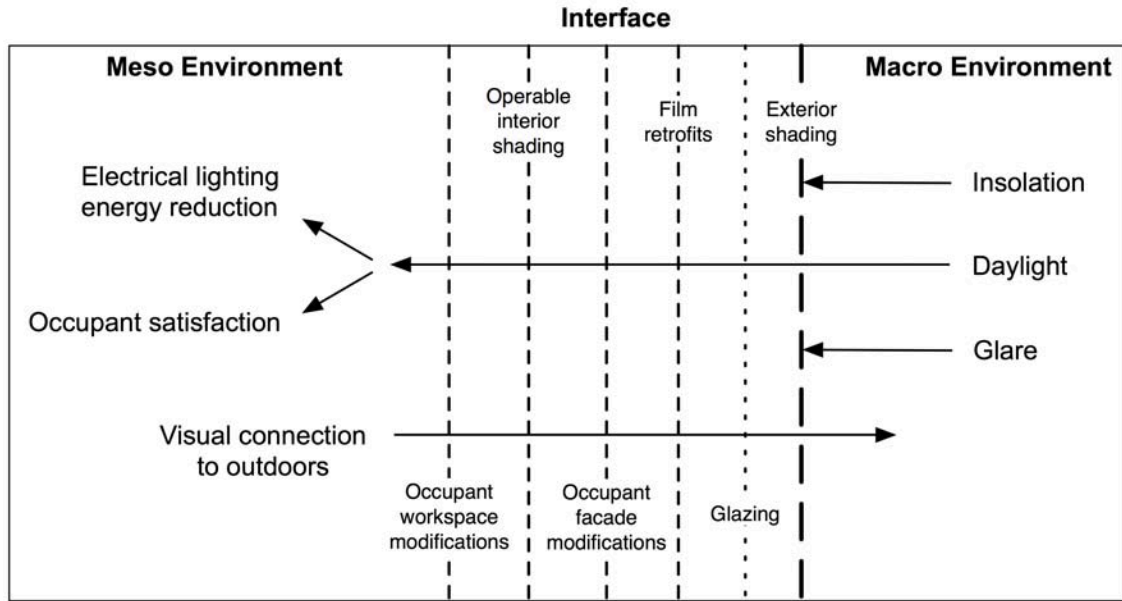 Interface
Meso Environment
Macro Environment
Operable
interior
shading
Film
retrofits
Exterior
shading
Electrical lighting
energy reduction
Insolation
Daylight
Occupant satisfaction
Glare
Visual connection
to outdoors
Occupant
workspace
modifications
Occupant
facade
modifications
Glazing